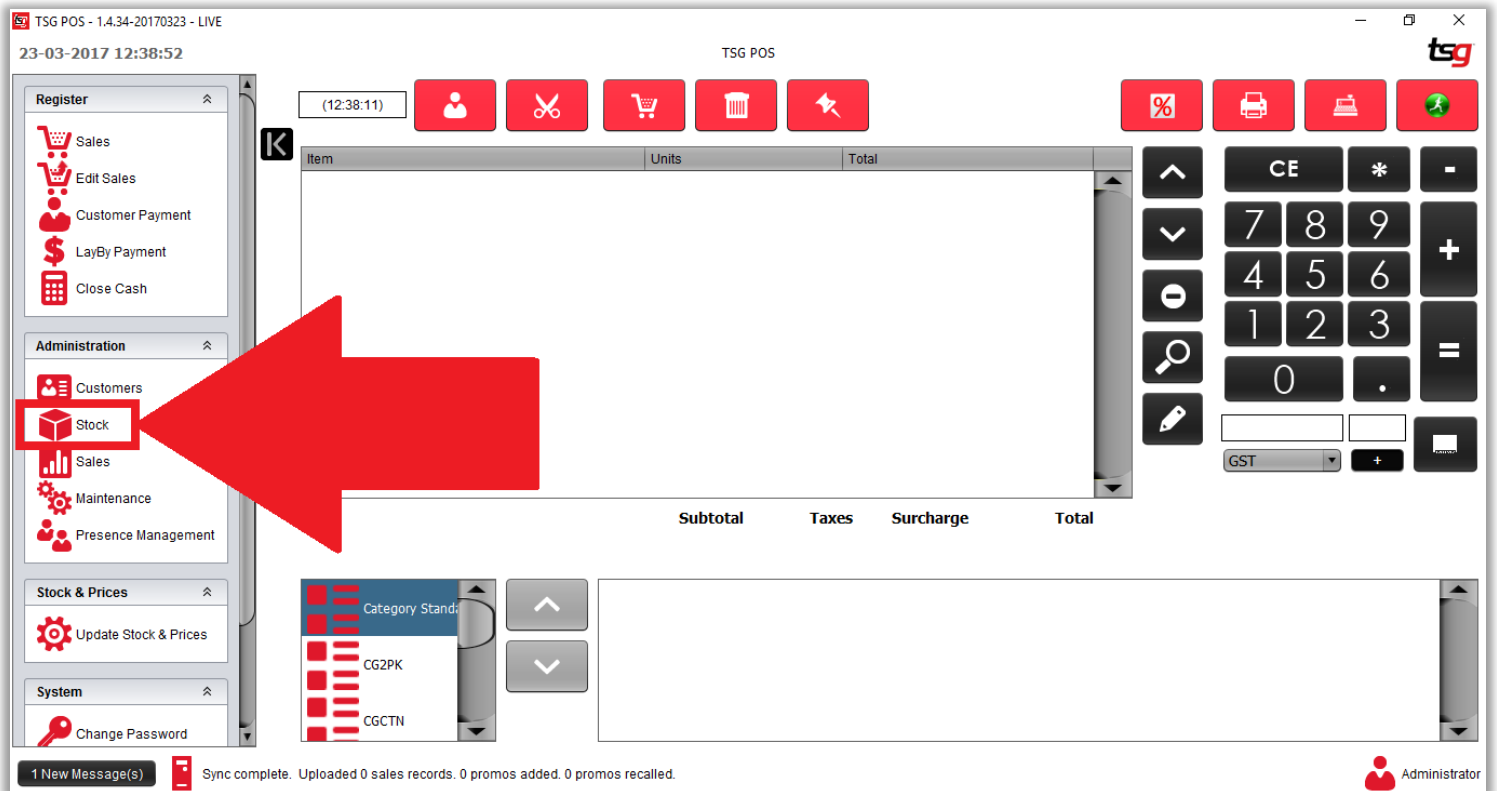 TSG POS - 1.4.34-20170323 - LIVE
23-03-2017 12:38:52
TSG POS
tsg
Register
Sales
Edit Sales
Customer Payment
LayBy Payment
Close Cash
Administration
Customers
Stock
Sales
Maintenance
Presence Management
Stock & Prices
Update Stock & Prices
System
Change Password
(12:38:11)
%
Item Units Total
CE * -
7 8 9 +
4 5 6
1 2 3 =
0 .
GST +
Subtotal Taxes Surcharge Total
Category Standa
CG2PK
CGCTN
1 New Message(s) Sync complete. Uploaded 0 sales records. 0 promos added. 0 promos recalled. Administrator